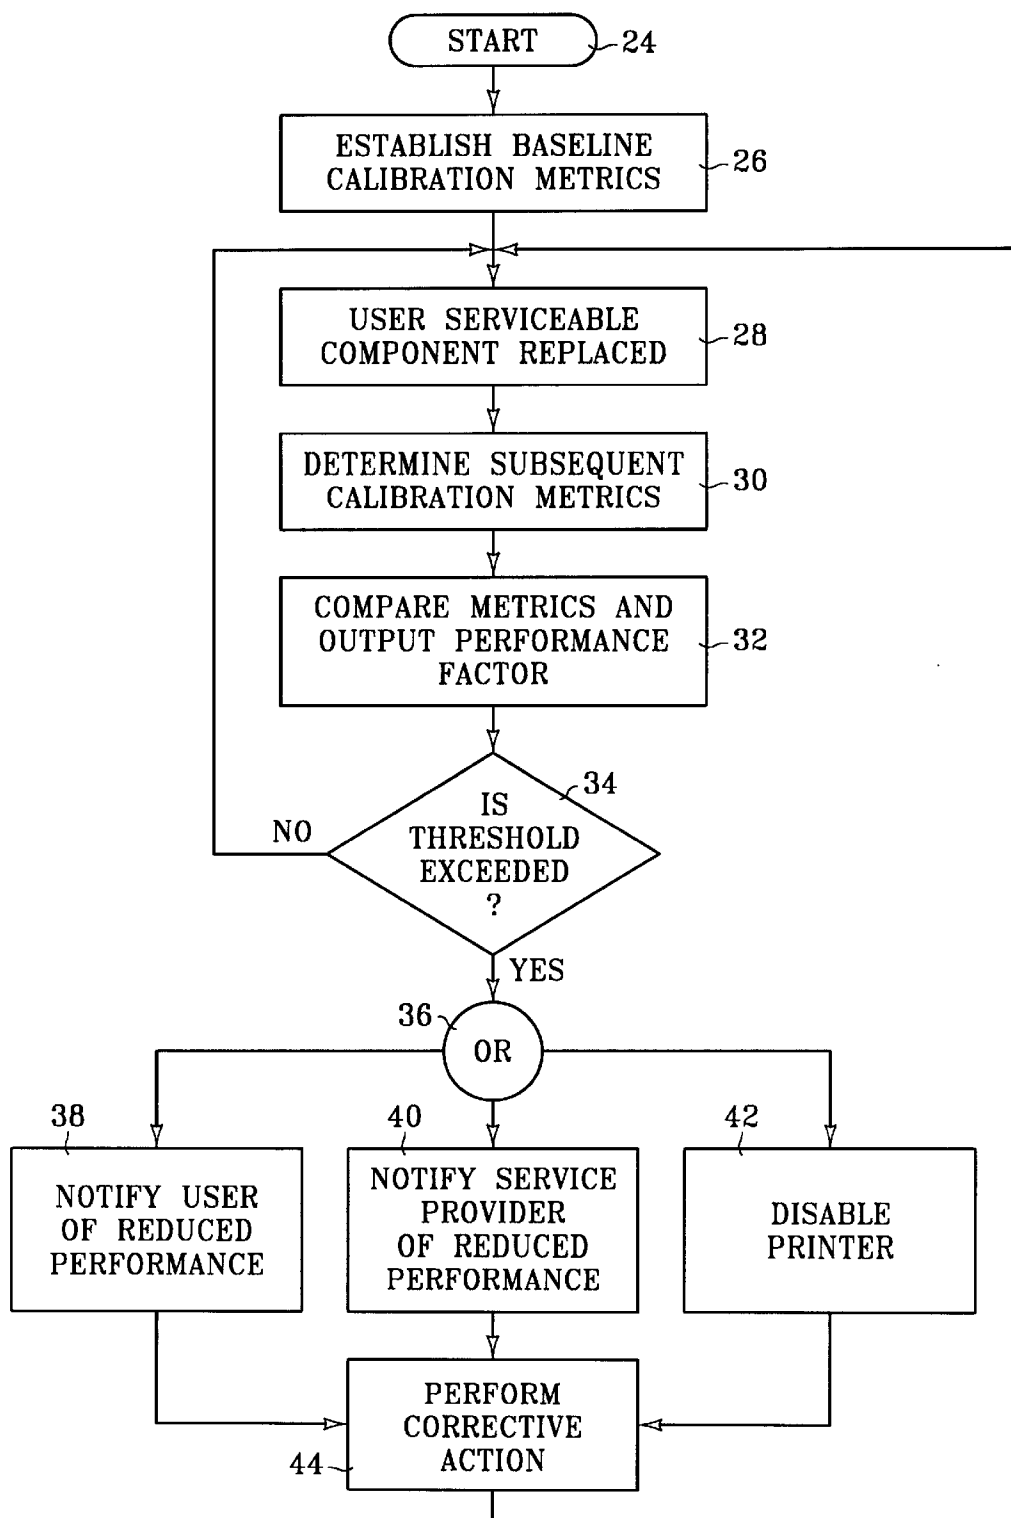 START
24
ESTABLISH BASELINE
CALIBRATION METRICS
26
USER SERVICEABLE
COMPONENT REPLACED
28
DETERMINE SUBSEQUENT
CALIBRATION METRICS
30
COMPARE METRICS AND
OUTPUT PERFORMANCE
FACTOR
32
34
IS
THRESHOLD
EXCEEDED
?
NO
YES
36
OR
38
NOTIFY USER
OF REDUCED
PERFORMANCE
40
NOTIFY SERVICE
PROVIDER
OF REDUCED
PERFORMANCE
42
DISABLE
PRINTER
PERFORM
CORRECTIVE
ACTION
44